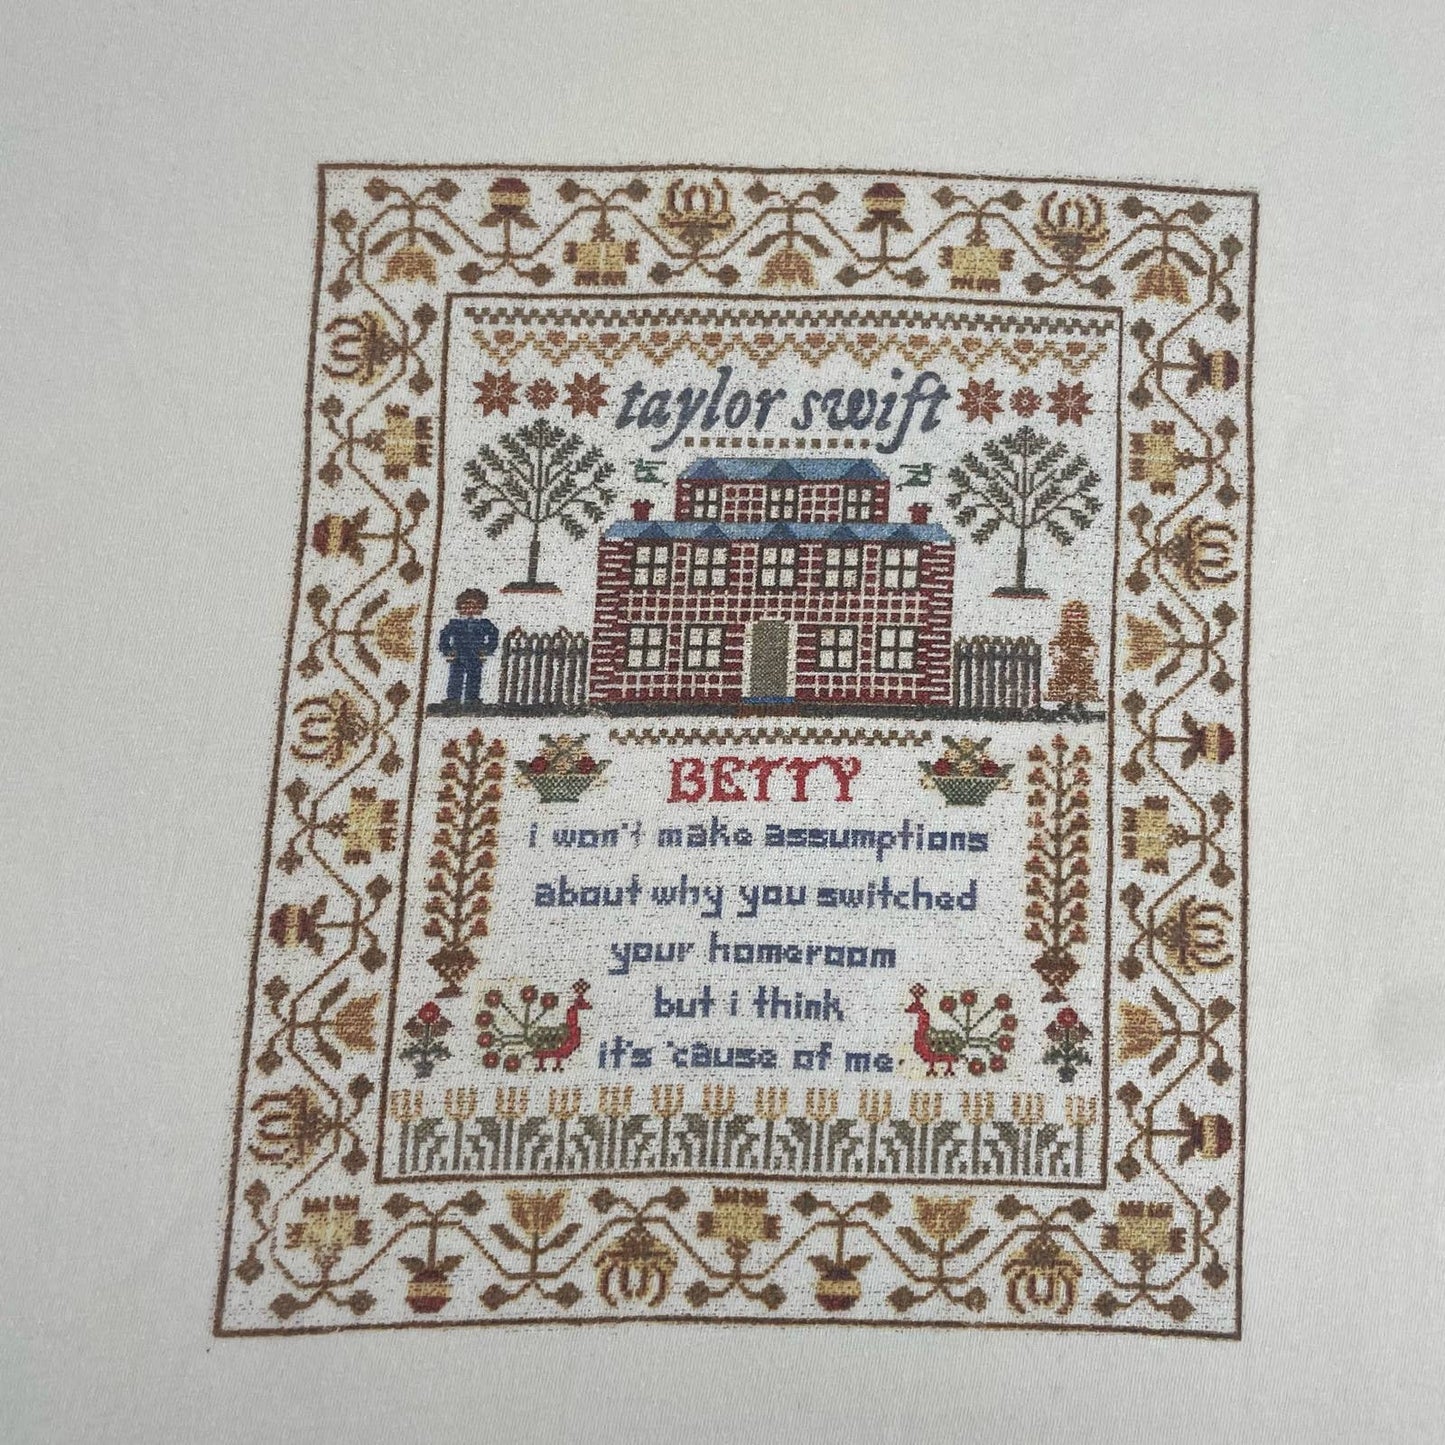 taylor swift
BETTY
i won't make assumptions
about why you switched
your homeroom
but i think
it's 'cause of me